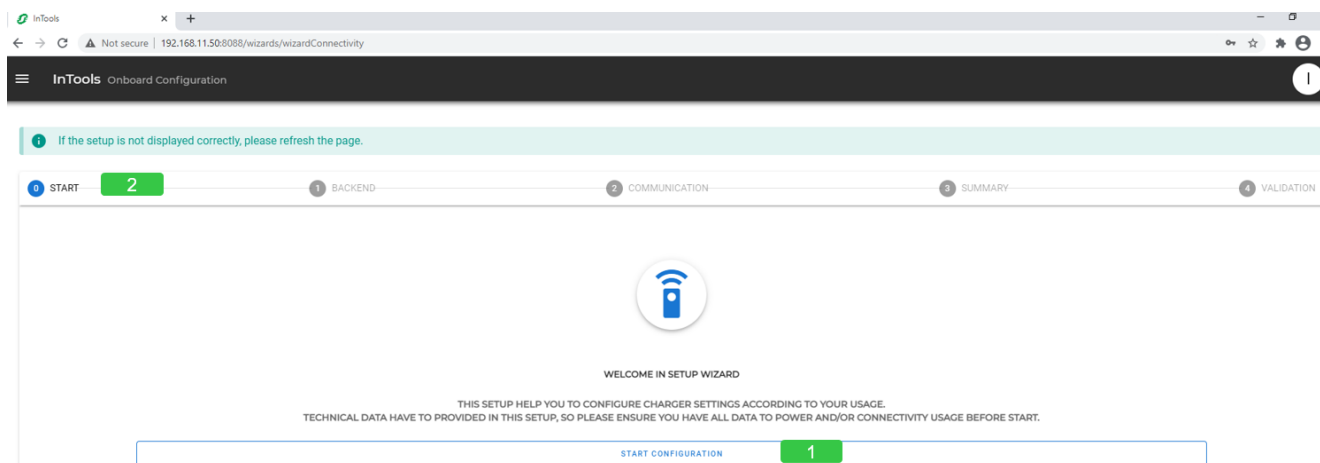 InTools
Not secure | 192.168.11.50:8088/wizards/wizardConnectivity
InTools Onboard Configuration
I
If the setup is not displayed correctly, please refresh the page.
0 START 2 1 BACKEND 2 COMMUNICATION 3 SUMMARY 4 VALIDATION
WELCOME IN SETUP WIZARD
THIS SETUP HELP YOU TO CONFIGURE CHARGER SETTINGS ACCORDING TO YOUR USAGE.
TECHNICAL DATA HAVE TO PROVIDED IN THIS SETUP, SO PLEASE ENSURE YOU HAVE ALL DATA TO POWER AND/OR CONNECTIVITY USAGE BEFORE START.
START CONFIGURATION 1